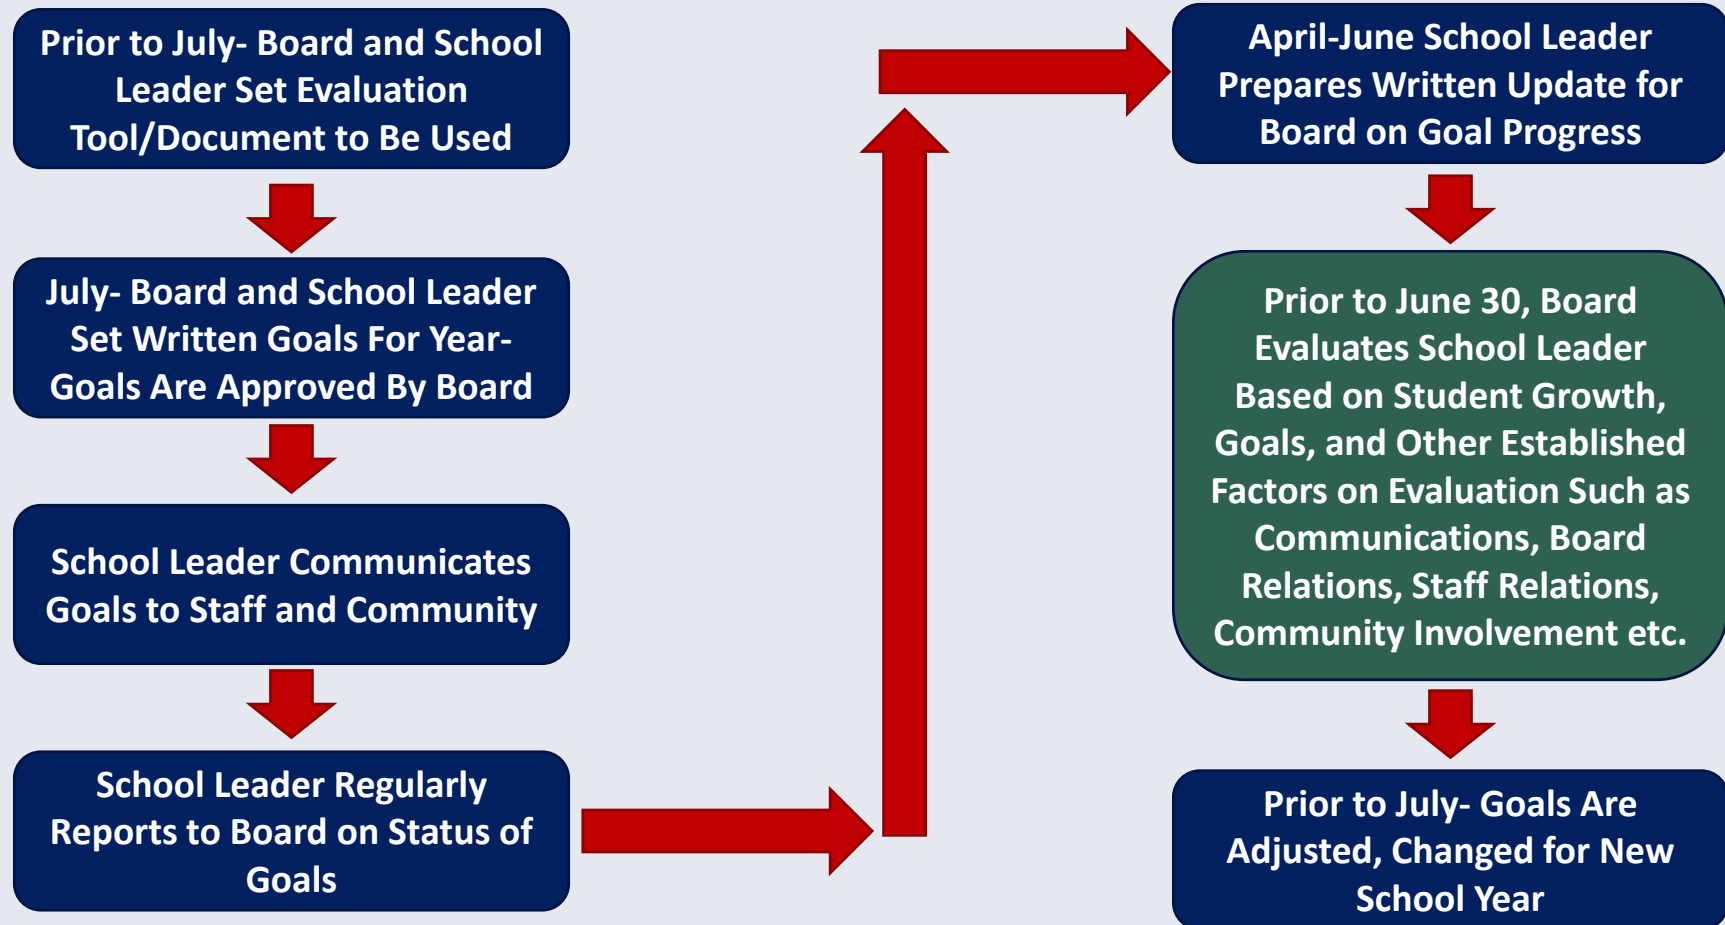 Prior to July- Board and School
Leader Set Evaluation
Tool/Document to Be Used
July- Board and School Leader
Set Written Goals For Year-
Goals Are Approved By Board
School Leader Communicates
Goals to Staff and Community
School Leader Regularly
Reports to Board on Status of
Goals
April-June School Leader
Prepares Written Update for
Board on Goal Progress
Prior to June 30, Board
Evaluates School Leader
Based on Student Growth,
Goals, and Other Established
Factors on Evaluation Such as
Communications, Board
Relations, Staff Relations,
Community Involvement etc.
Prior to July- Goals Are
Adjusted, Changed for New
School Year